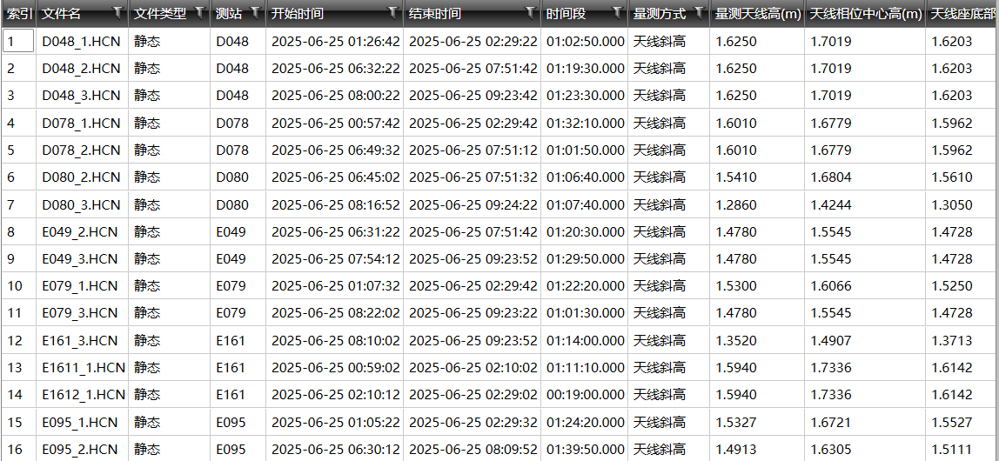 索引 文件名 文件类型 测站 开始时间 结束时间 时间段 量测方式 量测天线高(m) 天线相位中心高(m) 天线座底部
1 D048_1.HCN 静态 D048 2025-06-25 01:26:42 2025-06-25 02:29:22 01:02:50.000 天线斜高 1.6250 1.7019 1.6203
2 D048_2.HCN 静态 D048 2025-06-25 06:32:22 2025-06-25 07:51:42 01:19:30.000 天线斜高 1.6250 1.7019 1.6203
3 D048_3.HCN 静态 D048 2025-06-25 08:00:22 2025-06-25 09:23:42 01:23:30.000 天线斜高 1.6250 1.7019 1.6203
4 D078_1.HCN 静态 D078 2025-06-25 00:57:42 2025-06-25 02:29:42 01:32:10.000 天线斜高 1.6010 1.6779 1.5962
5 D078_2.HCN 静态 D078 2025-06-25 06:49:32 2025-06-25 07:51:12 01:01:50.000 天线斜高 1.6010 1.6779 1.5962
6 D080_2.HCN 静态 D080 2025-06-25 06:45:02 2025-06-25 07:51:32 01:06:40.000 天线斜高 1.5410 1.6804 1.5610
7 D080_3.HCN 静态 D080 2025-06-25 08:16:52 2025-06-25 09:24:22 01:07:40.000 天线斜高 1.2860 1.4244 1.3050
8 E049_2.HCN 静态 E049 2025-06-25 06:31:22 2025-06-25 07:51:42 01:20:30.000 天线斜高 1.4780 1.5545 1.4728
9 E049_3.HCN 静态 E049 2025-06-25 07:54:12 2025-06-25 09:23:52 01:29:50.000 天线斜高 1.4780 1.5545 1.4728
10 E079_1.HCN 静态 E079 2025-06-25 01:07:32 2025-06-25 02:29:42 01:22:20.000 天线斜高 1.5300 1.6066 1.5250
11 E079_3.HCN 静态 E079 2025-06-25 08:22:02 2025-06-25 09:23:22 01:01:30.000 天线斜高 1.4780 1.5545 1.4728
12 E161_3.HCN 静态 E161 2025-06-25 08:10:02 2025-06-25 09:23:52 01:14:00.000 天线斜高 1.3520 1.4907 1.3713
13 E1611_1.HCN 静态 E161 2025-06-25 00:59:02 2025-06-25 02:10:02 01:11:10.000 天线斜高 1.5940 1.7336 1.6142
14 E1612_1.HCN 静态 E161 2025-06-25 02:10:12 2025-06-25 02:29:02 00:19:00.000 天线斜高 1.5940 1.7336 1.6142
15 E095_1.HCN 静态 E095 2025-06-25 01:05:22 2025-06-25 02:29:32 01:24:20.000 天线斜高 1.5327 1.6721 1.5527
16 E095_2.HCN 静态 E095 2025-06-25 06:30:12 2025-06-25 08:09:52 01:39:50.000 天线斜高 1.4913 1.6305 1.5111